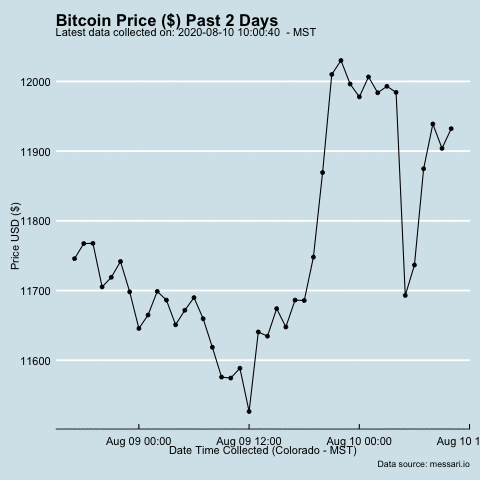 Bitcoin Price ($) Past 2 Days
Latest data collected on: 2020-08-10 10:00:40  - MST
12000
11900
11800
11700
11600
Price USD ($)
Aug 09 00:00 Aug 09 12:00 Aug 10 00:00 Aug 10 1
Date Time Collected (Colorado - MST)
Data source: messari.io